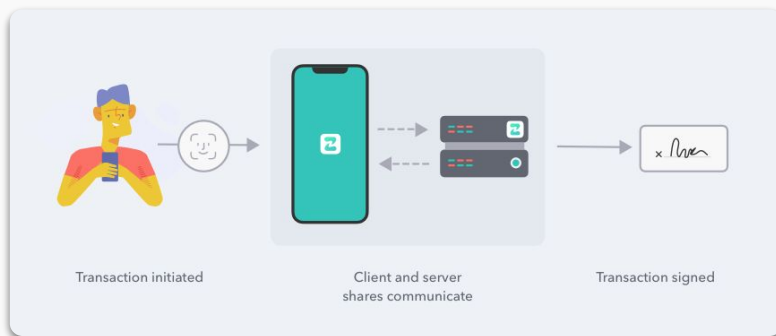 Transaction initiated
Client and server
shares communicate
Transaction signed